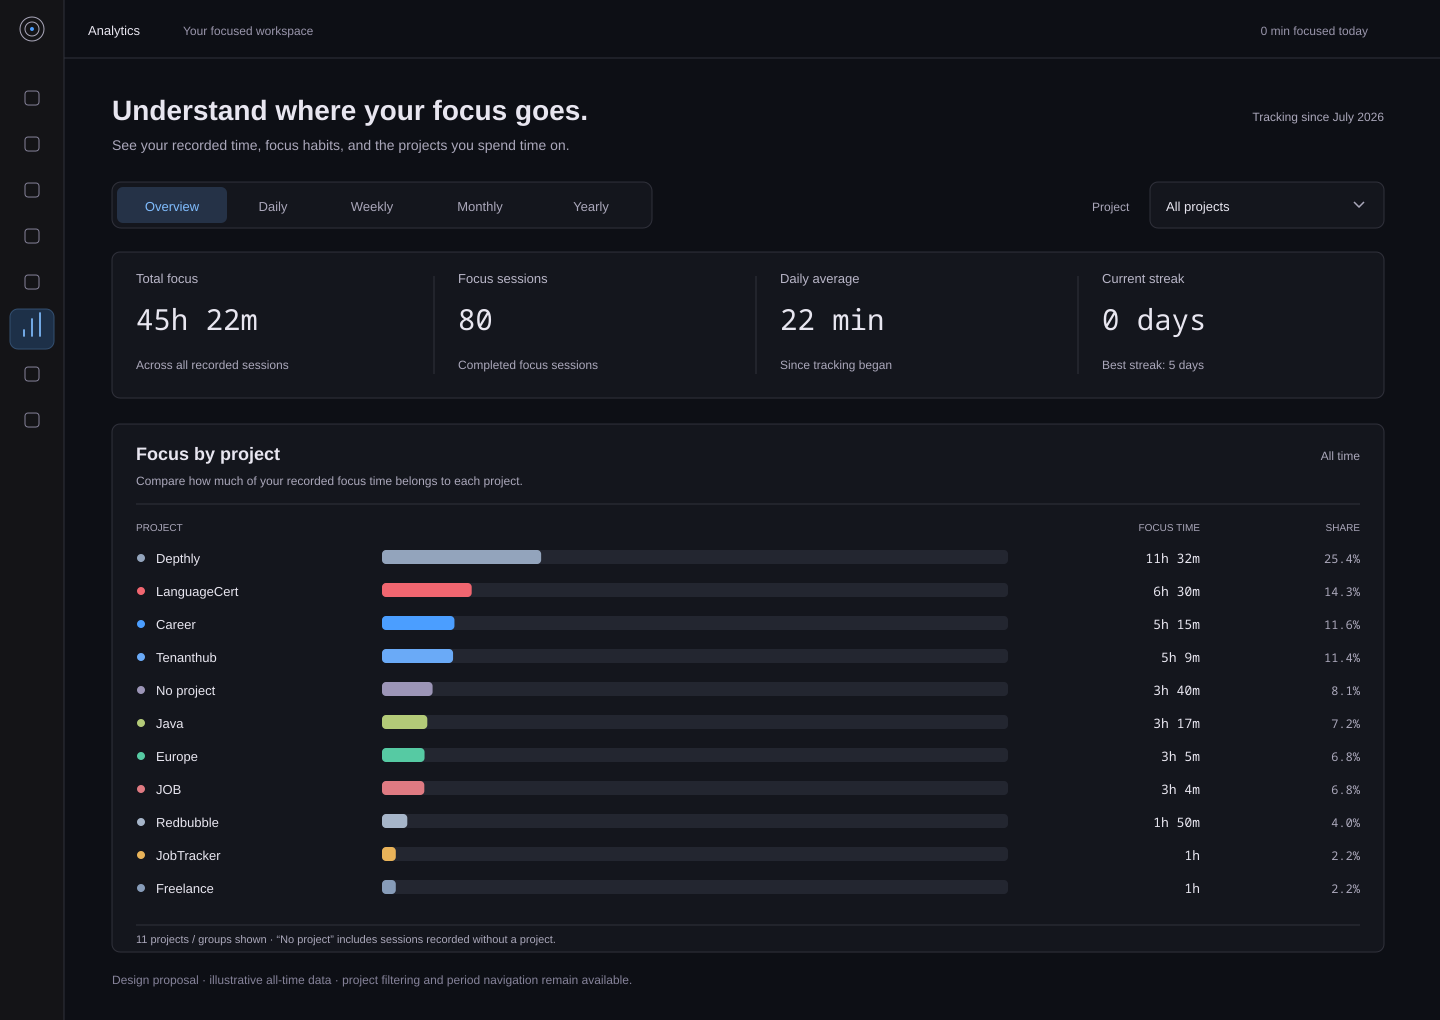 Analytics
Your focused workspace
0 min focused today
Understand where your focus goes.
Tracking since July 2026
See your recorded time, focus habits, and the projects you spend time on.
Overview
Daily
Weekly
Monthly
Yearly
Project
All projects
Total focus
Focus sessions
Daily average
Current streak
45h 22m
80
22 min
0 days
Across all recorded sessions
Completed focus sessions
Since tracking began
Best streak: 5 days
Focus by project
All time
Compare how much of your recorded focus time belongs to each project.
PROJECT
FOCUS TIME
SHARE
Depthly 11h 32m 25.4%
LanguageCert 6h 30m 14.3%
Career 5h 15m 11.6%
Tenanthub 5h 9m 11.4%
No project 3h 40m 8.1%
Java 3h 17m 7.2%
Europe 3h 5m 6.8%
JOB 3h 4m 6.8%
Redbubble 1h 50m 4.0%
JobTracker 1h 2.2%
Freelance 1h 2.2%
11 projects / groups shown · “No project” includes sessions recorded without a project.
Design proposal · illustrative all-time data · project filtering and period navigation remain available.